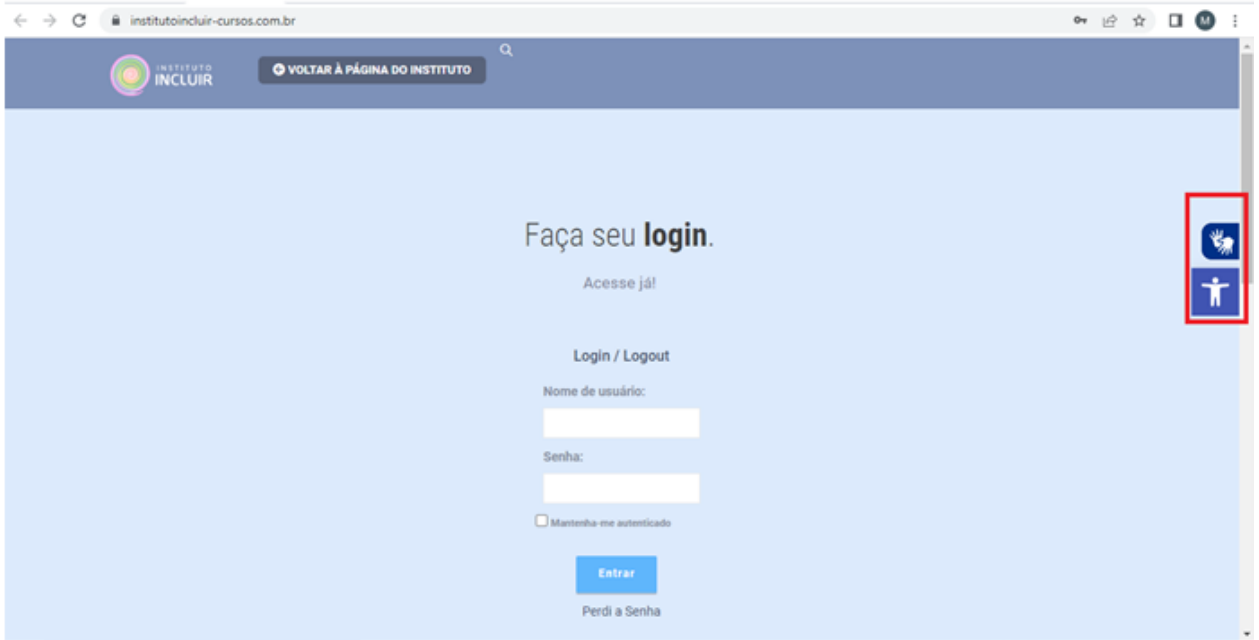 institutoincluir-cursos.com.br
M
INSTITUTO
INCLUIR
VOLTAR À PÁGINA DO INSTITUTO
Faça seu login.
Acesse já!
Login / Logout
Nome de usuário:
Senha:
Mantenha-me autenticado
Entrar
Perdi a Senha